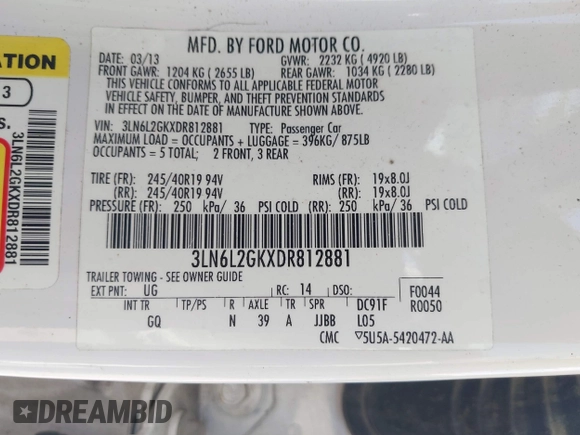 ATION
3
s.
3LN6L2GKXDR812881
MFD. BY FORD MOTOR CO.
DATE: 03/13 GVWR: 2232 KG ( 4920 LB)
FRONT GAWR: 1204 KG ( 2655 LB) REAR GAWR: 1034 KG ( 2280 LB)
THIS VEHICLE CONFORMS TO ALL APPLICABLE FEDERAL MOTOR
VEHICLE SAFETY, BUMPER, AND THEFT PREVENTION STANDARDS
IN EFFECT ON THE DATE OF MANUFACTURE SHOWN ABOVE.
VIN: 3LN6L2GKXDR812881 TYPE: Passenger Car
MAXIMUM LOAD = OCCUPANTS + LUGGAGE = 396KG/ 875LB
OCCUPANTS = 5 TOTAL; 2 FRONT, 3 REAR
TIRE (FR): 245/40R19 94V RIMS (FR): 19x8.0J
(RR): 245/40R19 94V (RR): 19x8.0J
PRESSURE (FR): 250 kPa/ 36 PSI COLD (RR): 250 kPa/ 36 PSI COLD
3LN6L2GKXDR812881
TRAILER TOWING - SEE OWNER GUIDE
EXT PNT: UG RC: 14 DSO: F0044
INT TR TP/PS R AXLE TR SPR DC91F R0050
GQ N 39 A JJBB L05
CMC ▽5U5A-5420472-AA
DREAMBID